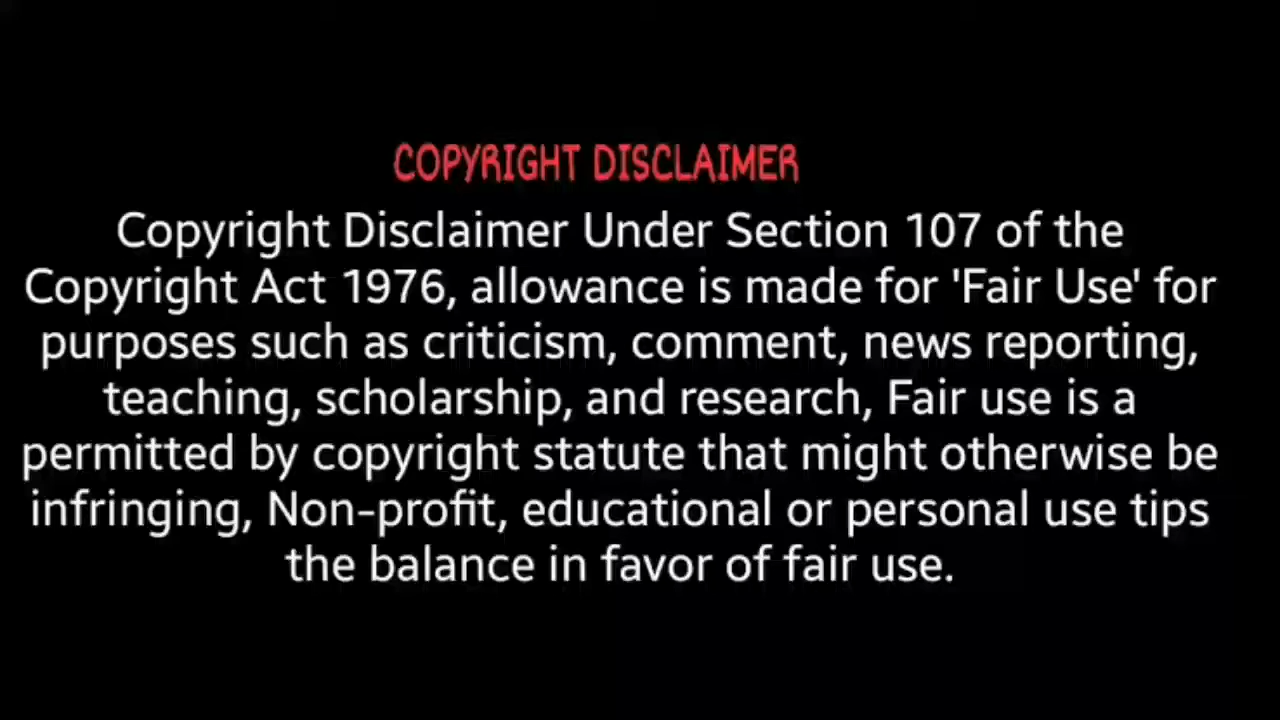 COPYRIGHT DISCLAIMER
Copyright Disclaimer Under Section 107 of the
Copyright Act 1976, allowance is made for 'Fair Use' for
purposes such as criticism, comment, news reporting,
teaching, scholarship, and research, Fair use is a
permitted by copyright statute that might otherwise be
infringing, Non-profit, educational or personal use tips
the balance in favor of fair use.